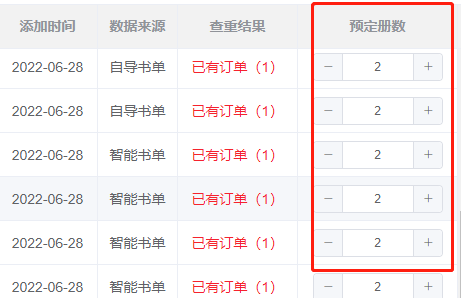 添加时间 数据来源 查重结果 预定册数
2022-06-28 自导书单 已有订单（1） － 2 ＋
2022-06-28 自导书单 已有订单（1） － 2 ＋
2022-06-28 智能书单 已有订单（1） － 2 ＋
2022-06-28 智能书单 已有订单（1） － 2 ＋
2022-06-28 智能书单 已有订单（1） － 2 ＋
2022-06-28 智能书单 已有订单（1） － 2 ＋